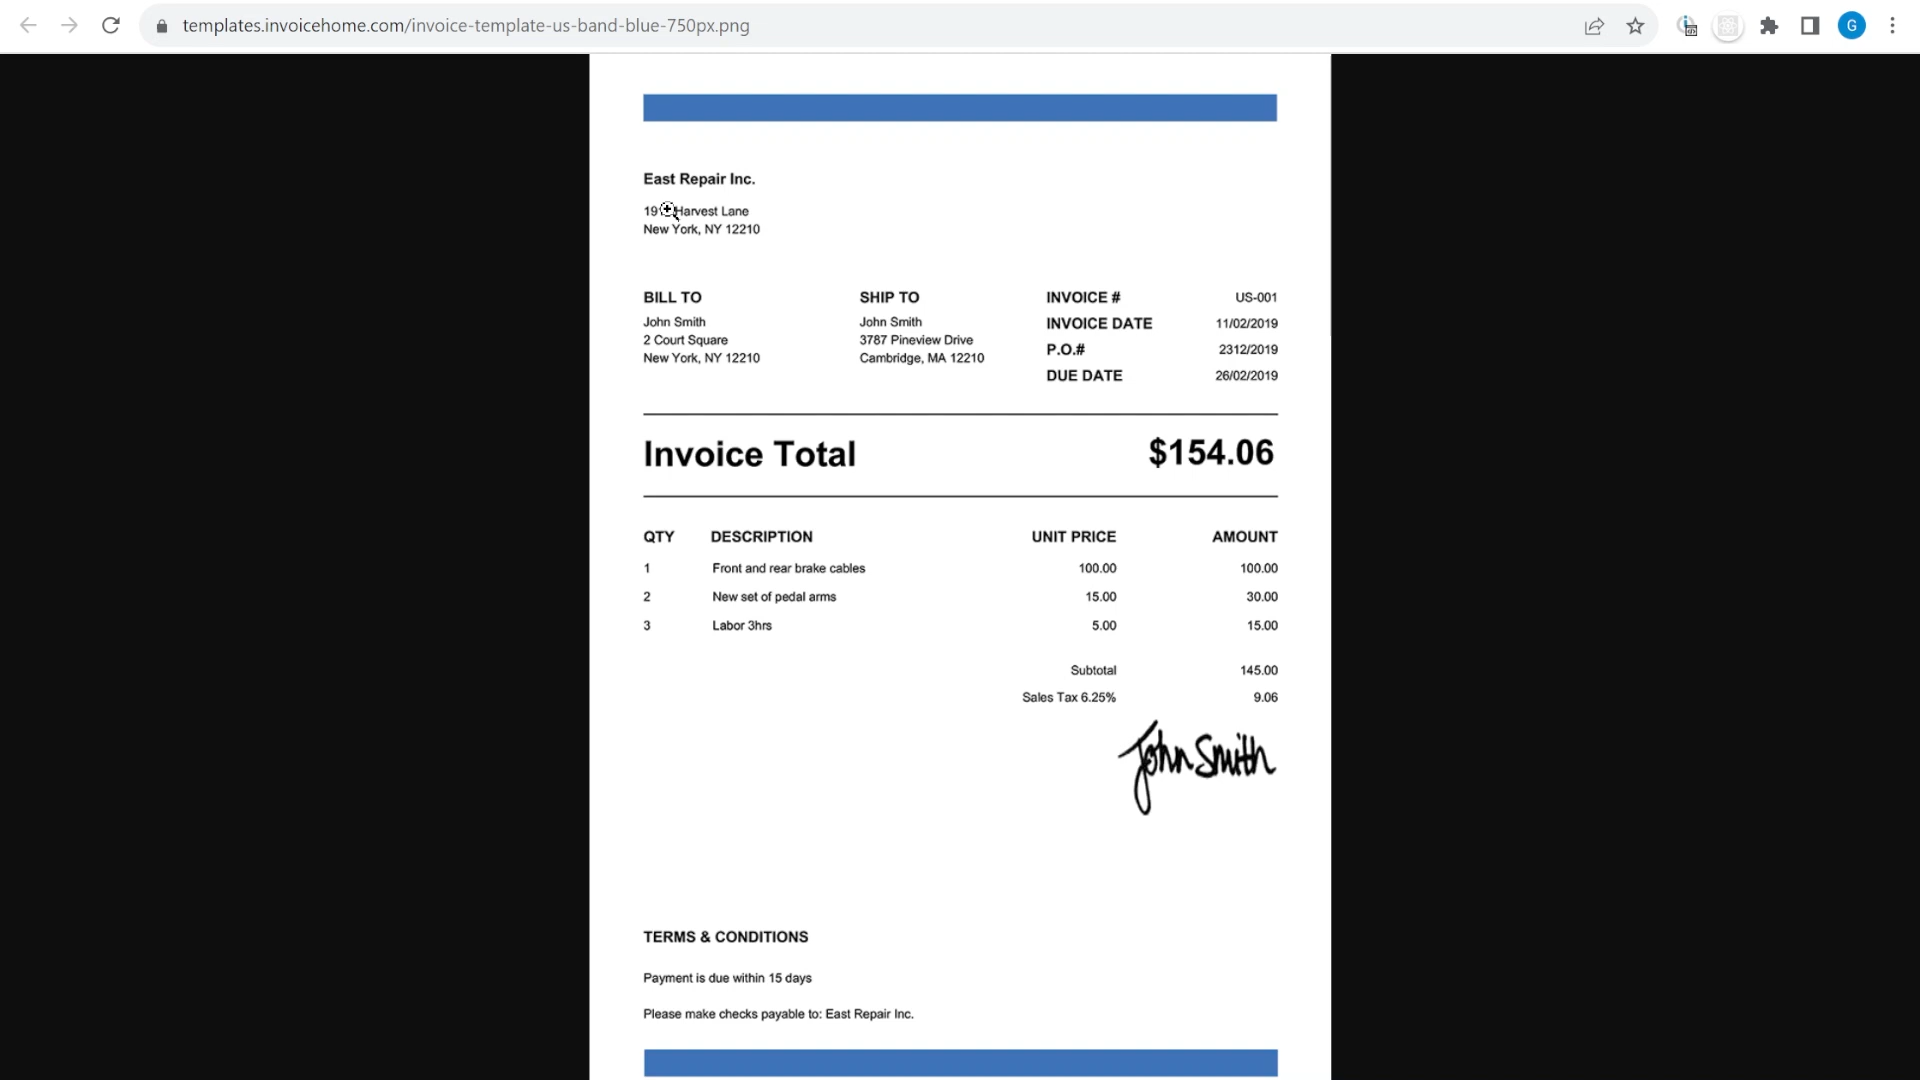 templates.invoicehome.com/invoice-template-us-band-blue-750px.png
G
East Repair Inc.
Harvest Lane
New York, NY 12210
BILL TO
John Smith
2 Court Square
New York, NY 12210
SHIP TO
John Smith
3787 Pineview Drive
Cambridge, MA 12210
INVOICE # US-001
INVOICE DATE 11/02/2019
P.O.# 2312/2019
DUE DATE 26/02/2019
Invoice Total $154.06
QTY DESCRIPTION UNIT PRICE AMOUNT
1 Front and rear brake cables 100.00 100.00
2 New set of pedal arms 15.00 30.00
3 Labor 3hrs 5.00 15.00
Subtotal 145.00
Sales Tax 6.25% 9.06
John Smith
TERMS & CONDITIONS
Payment is due within 15 days
Please make checks payable to: East Repair Inc.